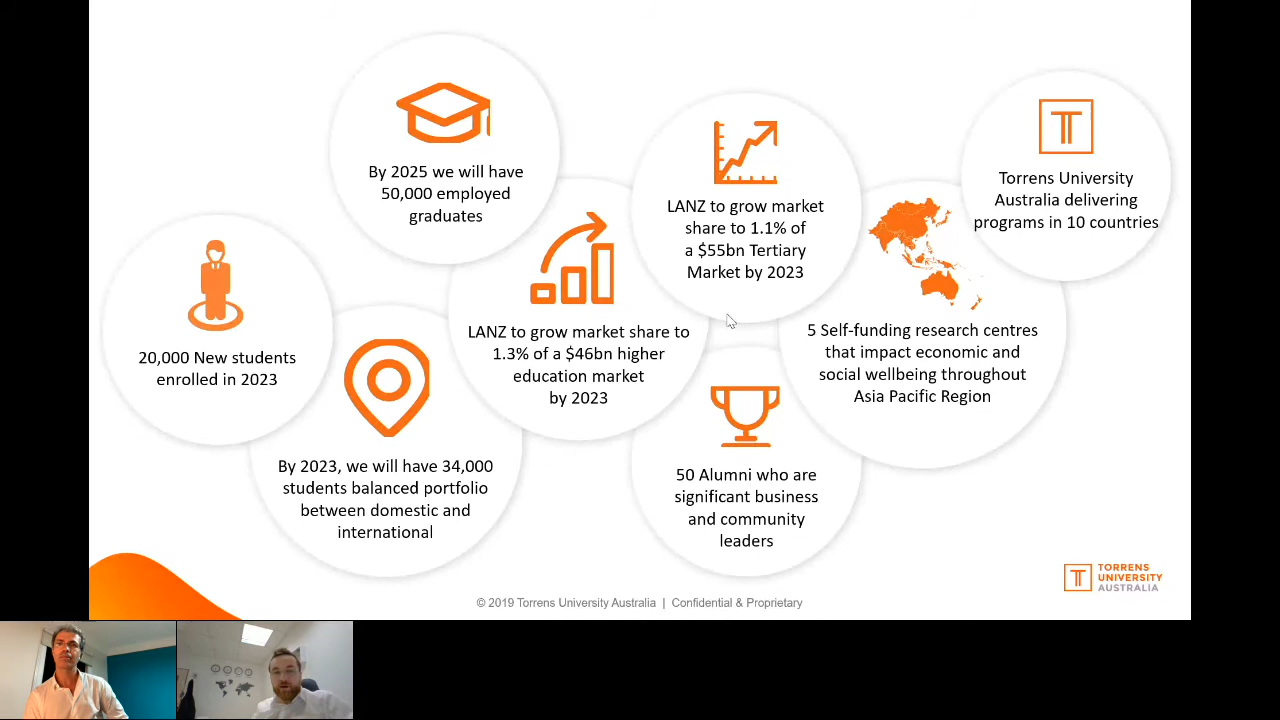 By 2025 we will have
50,000 employed
graduates
LANZ to grow market
share to 1.1% of
a $55bn Tertiary
Market by 2023
Torrens University
Australia delivering
programs in 10 countries
20,000 New students
enrolled in 2023
LANZ to grow market share to
1.3% of a $46bn higher
education market
by 2023
5 Self-funding research centres
that impact economic and
social wellbeing throughout
Asia Pacific Region
By 2023, we will have 34,000
students balanced portfolio
between domestic and
international
50 Alumni who are
significant business
and community
leaders
TORRENS
UNIVERSITY
AUSTRALIA
© 2019 Torrens University Australia | Confidential & Proprietary